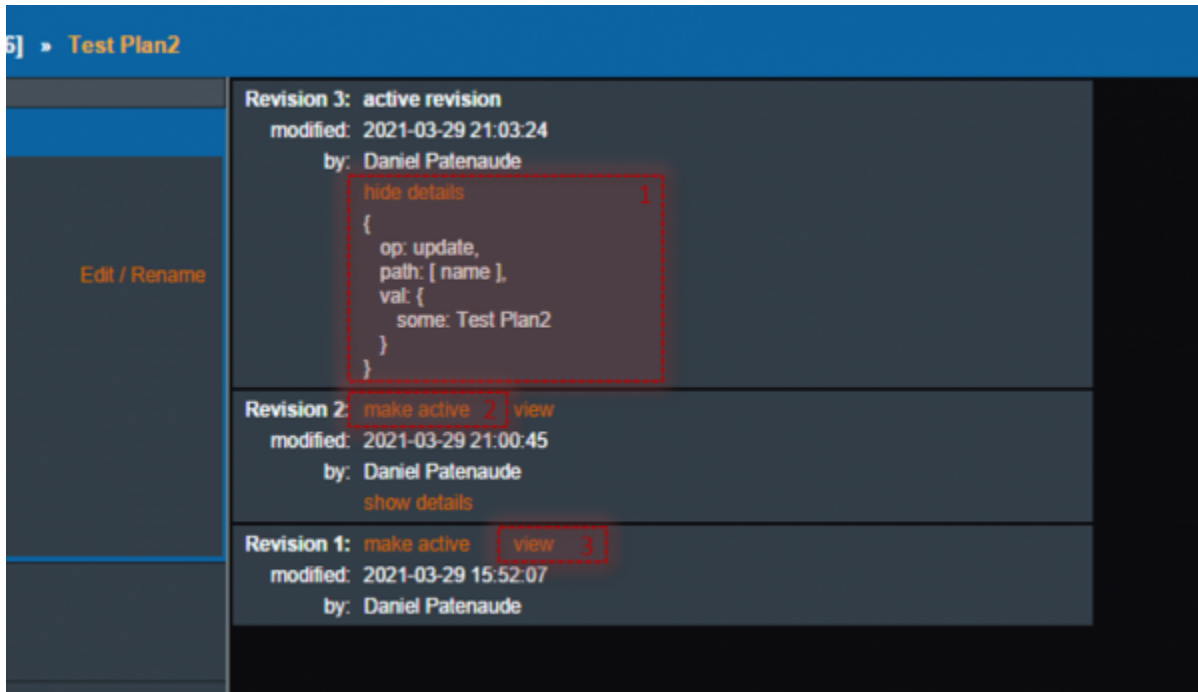 6] » Test Plan2
Edit / Rename
Revision 3: active revision
modified: 2021-03-29 21:03:24
by: Daniel Patenaude
hide details 1
{
op: update,
path: [ name ],
val: {
some: Test Plan2
}
}
Revision 2: make active 2 view
modified: 2021-03-29 21:00:45
by: Daniel Patenaude
show details
Revision 1: make active view 3
modified: 2021-03-29 15:52:07
by: Daniel Patenaude